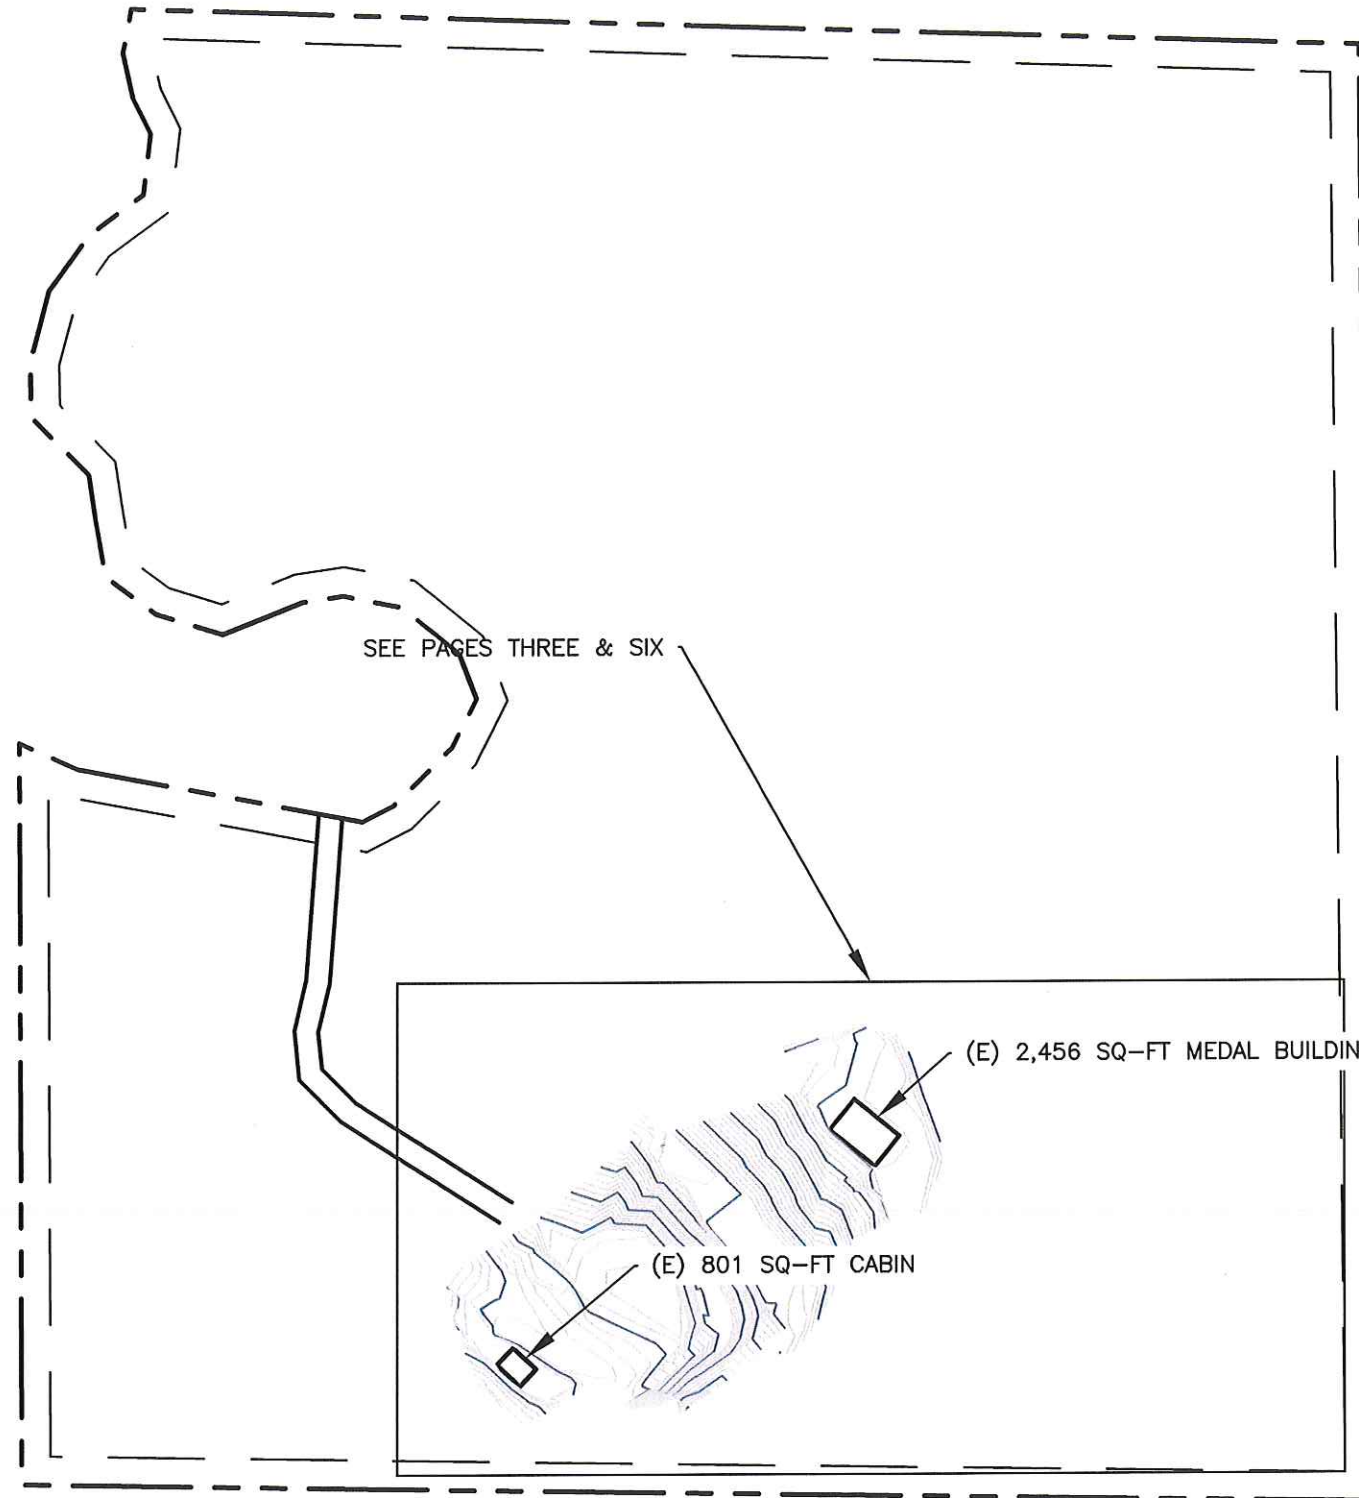 SEE PAGES THREE & SIX
(E) 2,456 SQ-FT MEDAL BUILDIN
(E) 801 SQ-FT CABIN